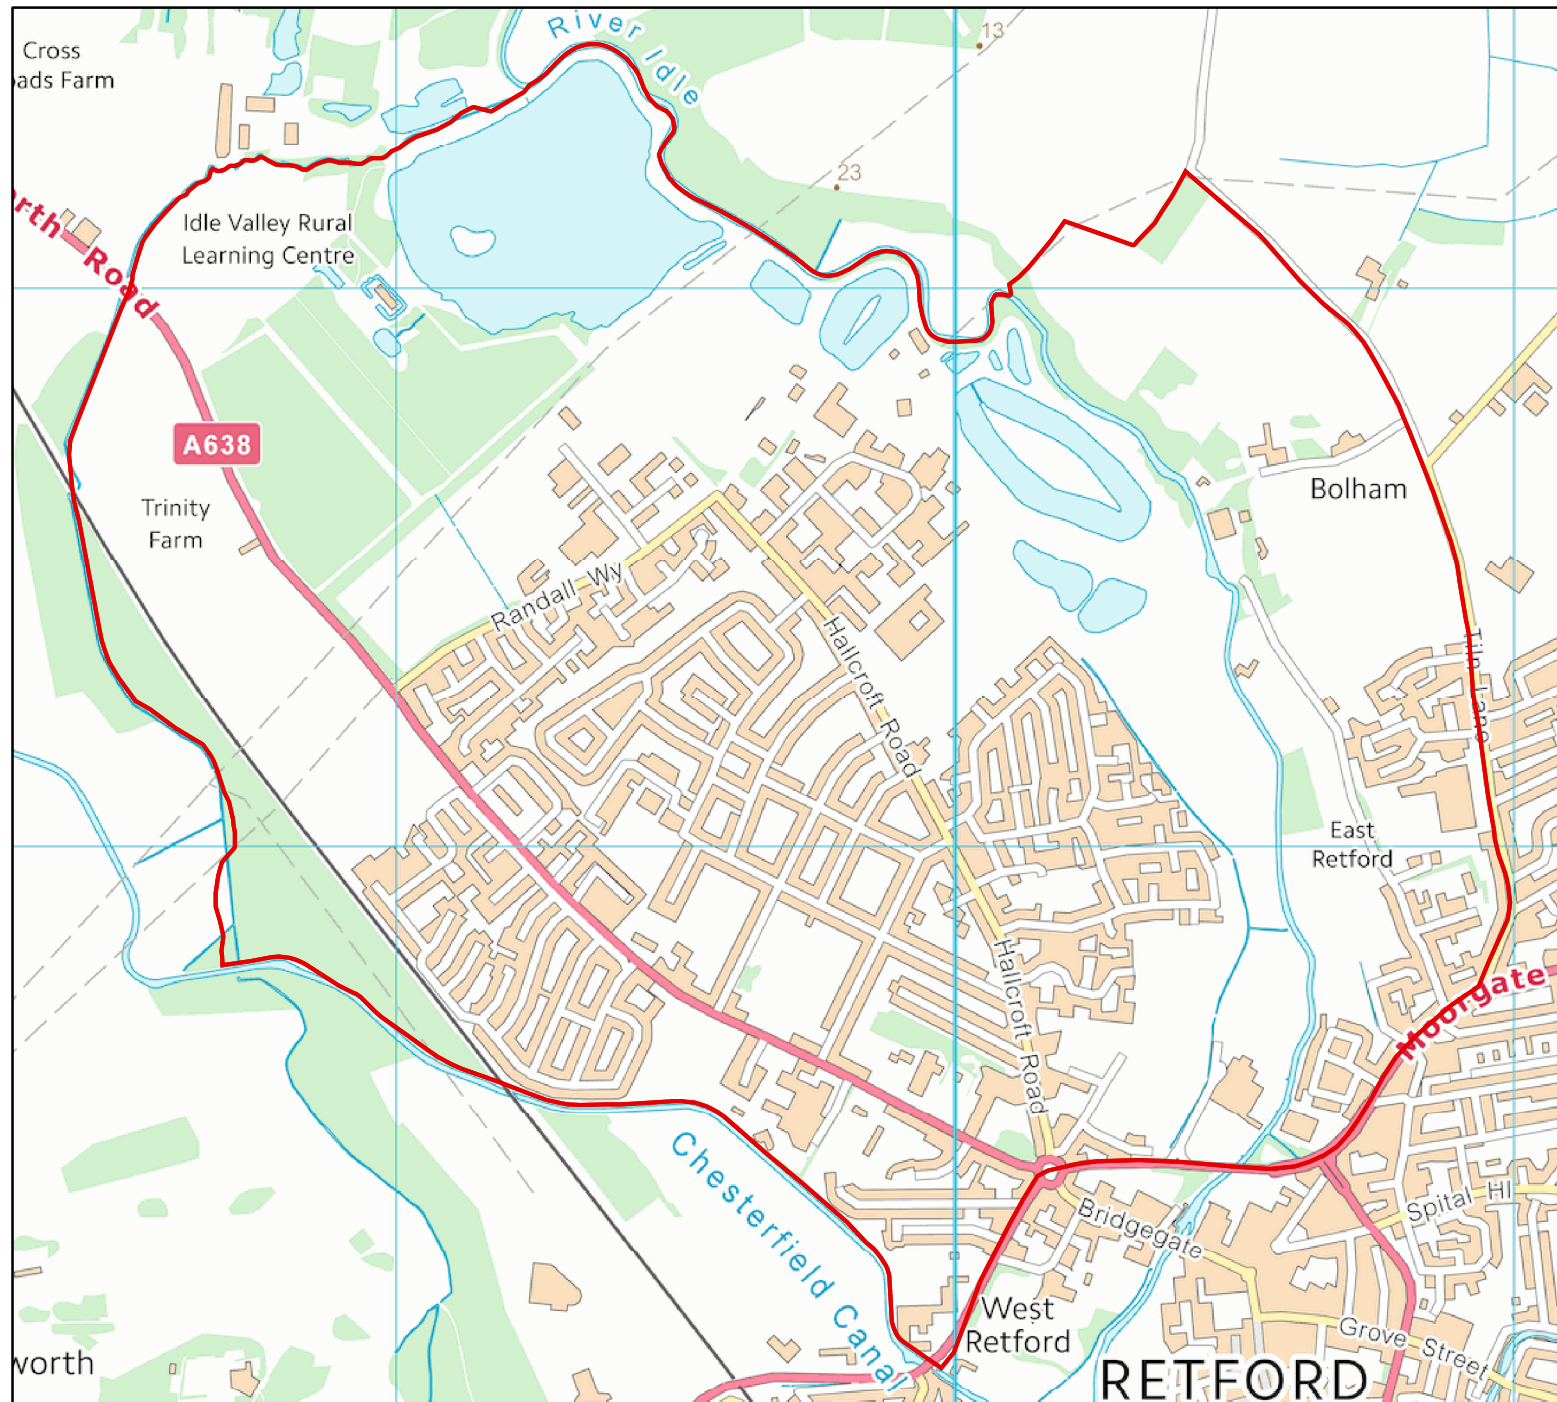 River Idle
13
Cross
oads Farm
23
orth Road
Idle Valley Rural
Learning Centre
A638
Trinity
Farm
Bolham
Randall Wy
Hallcroft Road
Tiln Lane
East
Retford
Hallcroft Road
Moorgate
Chesterfield Canal
Bridgegate
Spital Hl
West
Retford
Grove Street
worth
RETFORD